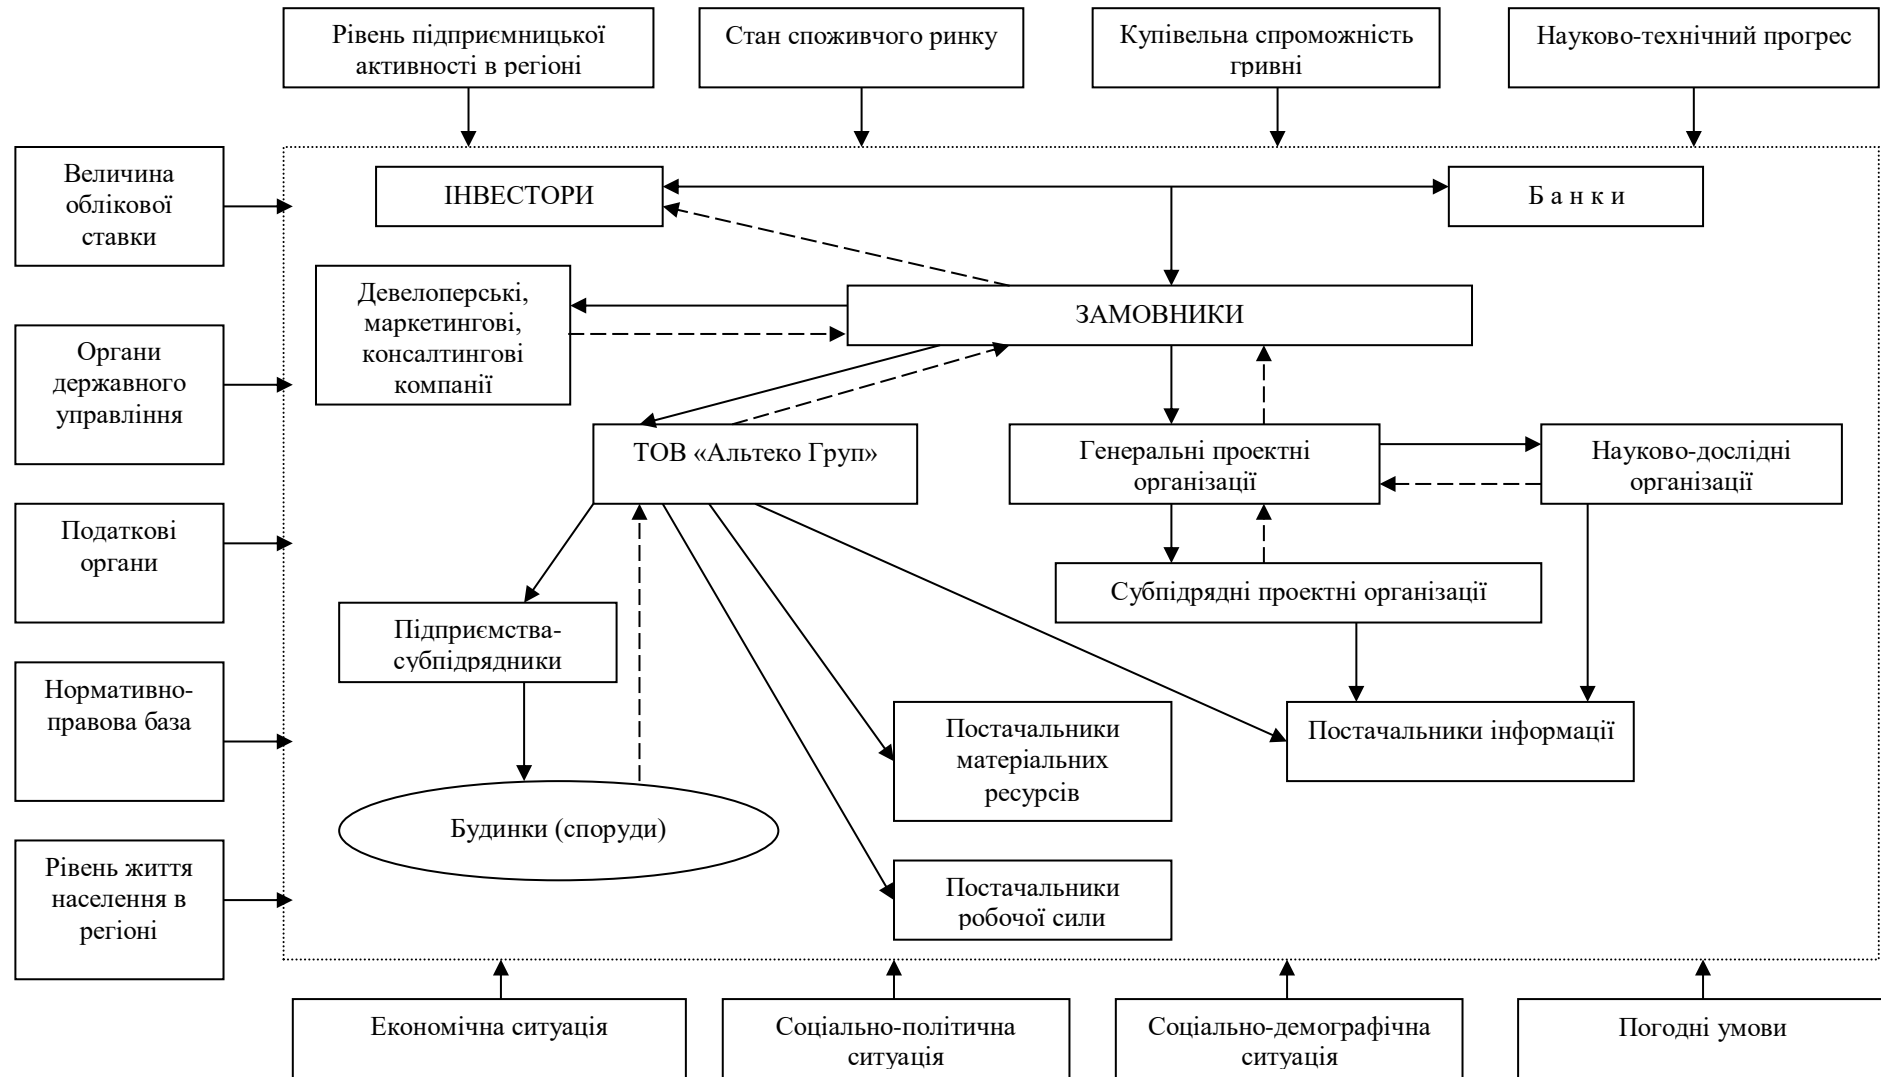 Рівень підприємницької
активності в регіоні
Стан споживчого ринку
Купівельна спроможність
гривні
Науково-технічний прогрес
Величина
облікової
ставки
ІНВЕСТОРИ
Б а н к и
Девелоперські,
маркетингові,
консалтингові
компанії
ЗАМОВНИКИ
Органи
державного
управління
ТОВ «Альтеко Груп»
Генеральні проектні
організації
Науково-дослідні
організації
Податкові
органи
Субпідрядні проектні організації
Підприємства-
субпідрядники
Нормативно-
правова база
Постачальники
матеріальних
ресурсів
Постачальники інформації
Будинки (споруди)
Рівень життя
населення в
регіоні
Постачальники
робочої сили
Економічна ситуація
Соціально-політична
ситуація
Соціально-демографічна
ситуація
Погодні умови